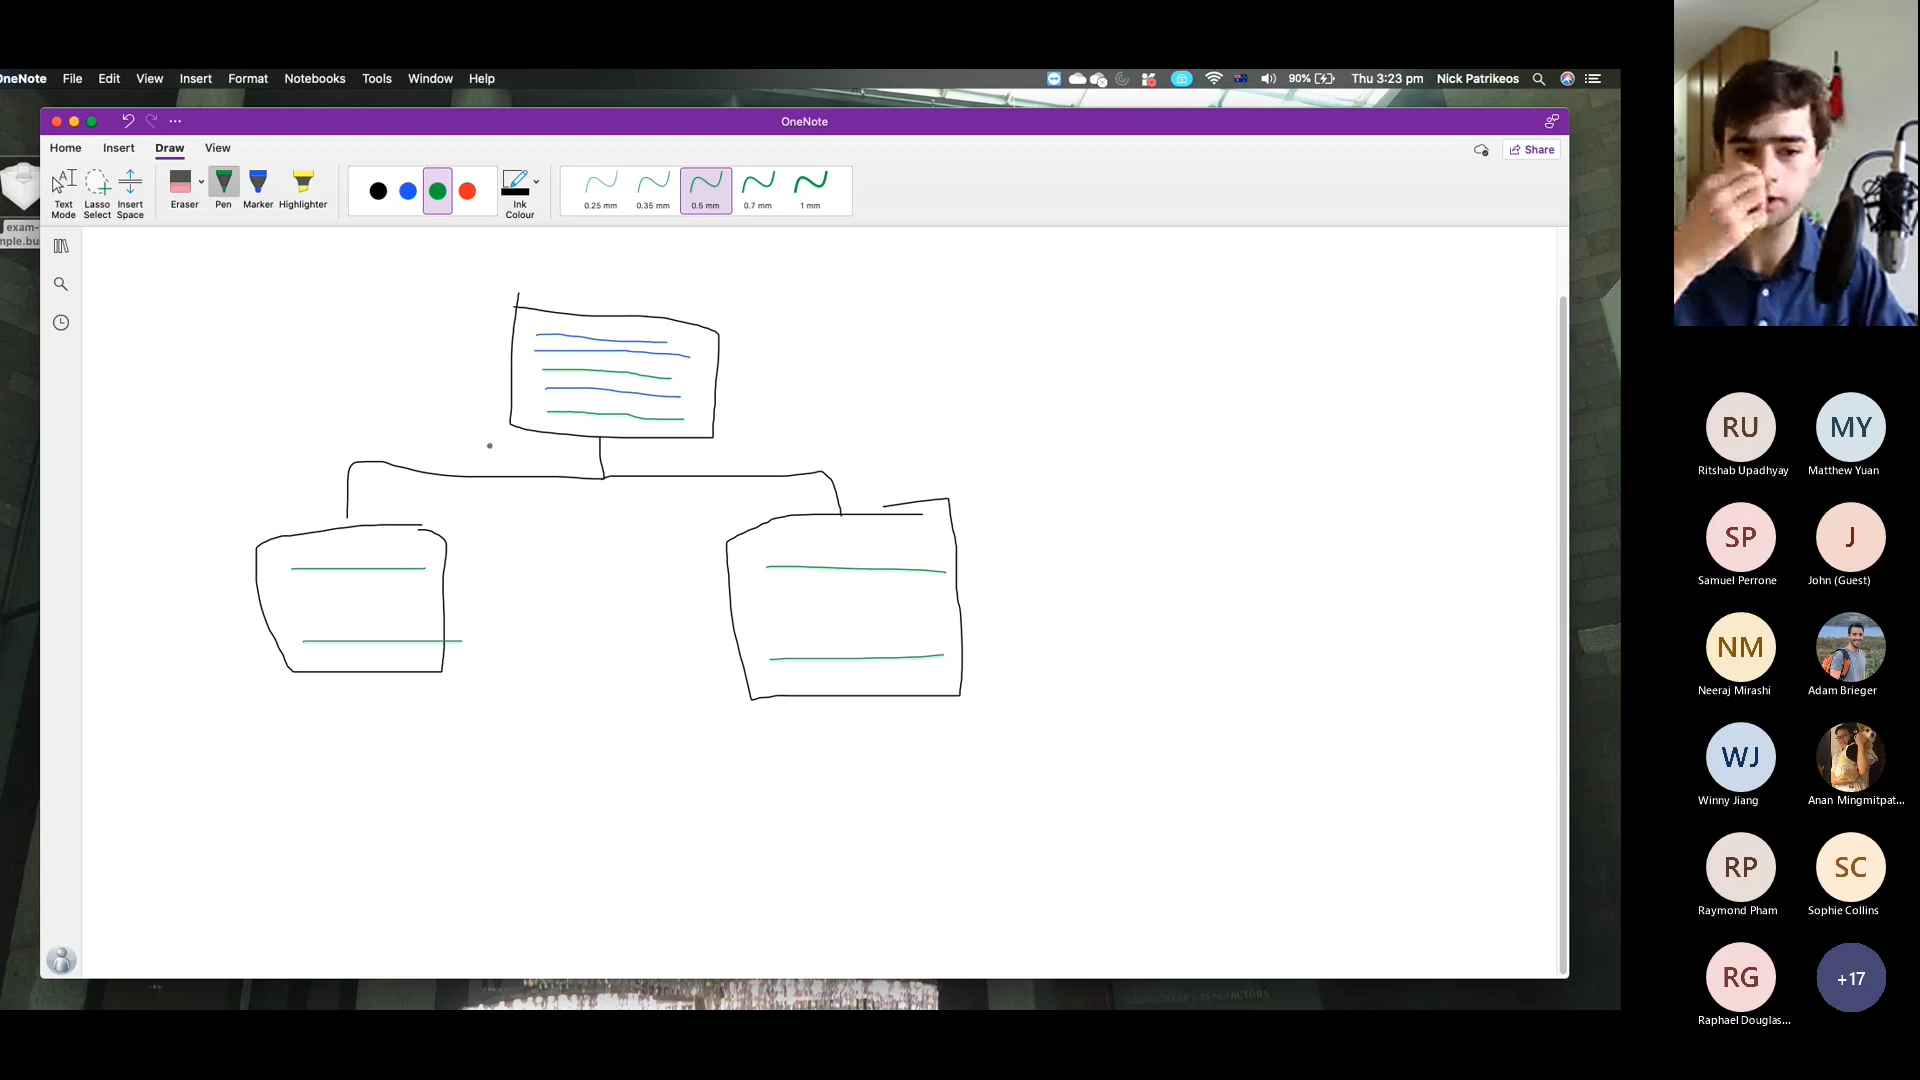 OneNote File Edit View Insert Format Notebooks Tools Window Help 90% Thu 3:23 pm Nick Patrikeos
OneNote
Home Insert Draw View Share
Text Mode
Lasso Select
Insert Space
Eraser
Pen
Marker
Highlighter
Ink Colour
0.25 mm
0.35 mm
0.5 mm
0.7 mm
1 mm
exam-
mple.bu
RU
Ritshab Upadhyay
MY
Matthew Yuan
SP
Samuel Perrone
J
John (Guest)
NM
Neeraj Mirashi
Adam Brieger
WJ
Winny Jiang
Anan Mingmitpat...
RP
Raymond Pham
SC
Sophie Collins
RG
Raphael Douglas...
+17